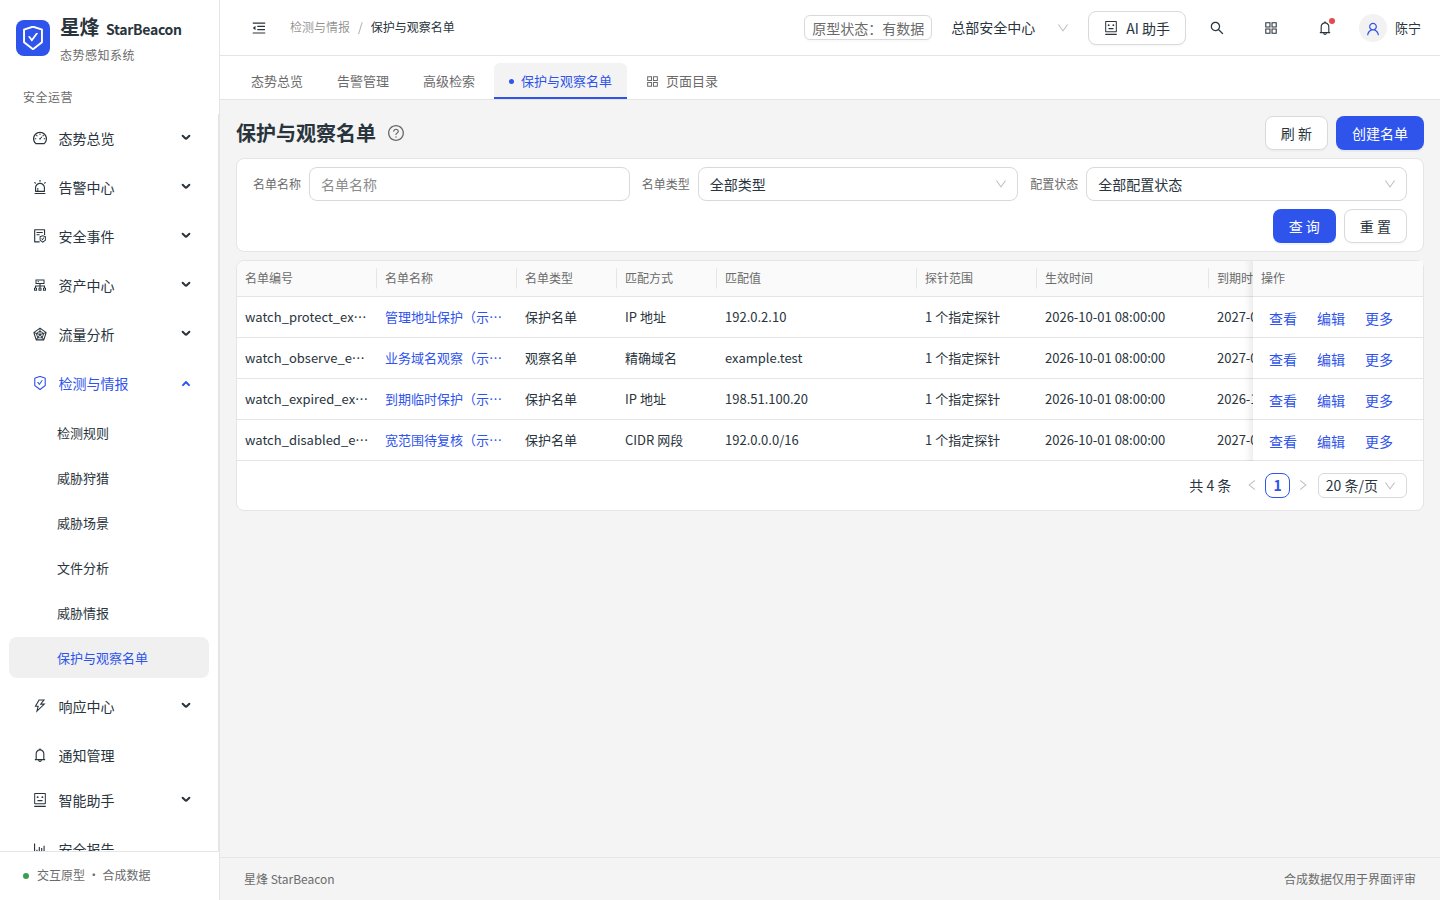 星烽 StarBeacon
态势感知系统
安全运营
态势总览
告警中心
安全事件
资产中心
流量分析
检测与情报
检测规则
威胁狩猎
威胁场景
文件分析
威胁情报
保护与观察名单
响应中心
通知管理
智能助手
安全报告
交互原型 · 合成数据
检测与情报 / 保护与观察名单
原型状态：有数据
总部安全中心
AI 助手
陈宁
态势总览 告警管理 高级检索 保护与观察名单 页面目录
保护与观察名单
刷 新 创建名单
名单名称 名单名称 名单类型 全部类型 配置状态 全部配置状态
查 询 重 置
名单编号 名单名称 名单类型 匹配方式 匹配值 探针范围 生效时间 到期时 操作
watch_protect_ex··· 管理地址保护（示··· 保护名单 IP 地址 192.0.2.10 1 个指定探针 2026-10-01 08:00:00 2027-0 查看 编辑 更多
watch_observe_e··· 业务域名观察（示··· 观察名单 精确域名 example.test 1 个指定探针 2026-10-01 08:00:00 2027-0 查看 编辑 更多
watch_expired_ex··· 到期临时保护（示··· 保护名单 IP 地址 198.51.100.20 1 个指定探针 2026-10-01 08:00:00 2026-1 查看 编辑 更多
watch_disabled_e··· 宽范围待复核（示··· 保护名单 CIDR 网段 192.0.0.0/16 1 个指定探针 2026-10-01 08:00:00 2027-0 查看 编辑 更多
共 4 条 1 20 条/页
星烽 StarBeacon
合成数据仅用于界面评审